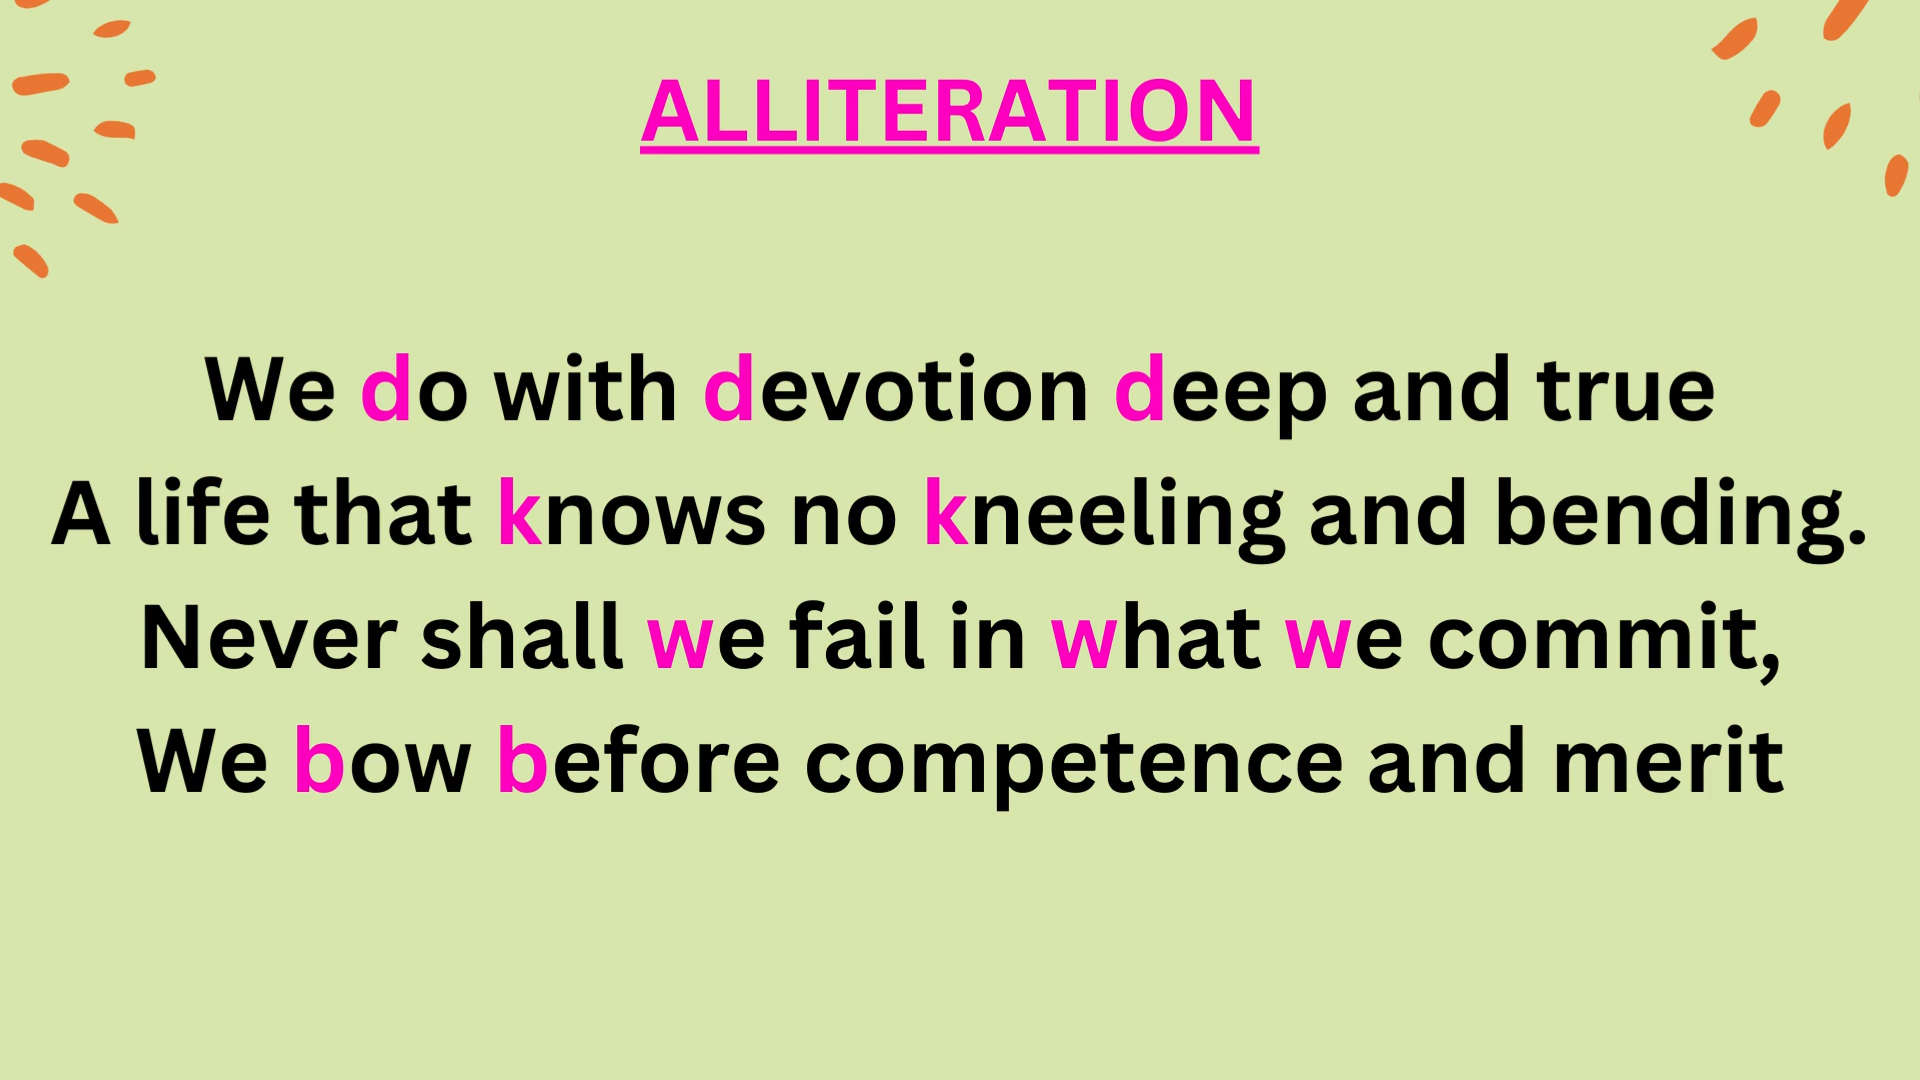 ALLITERATION
We do with devotion deep and true
A life that knows no kneeling and bending.
Never shall we fail in what we commit,
We bow before competence and merit